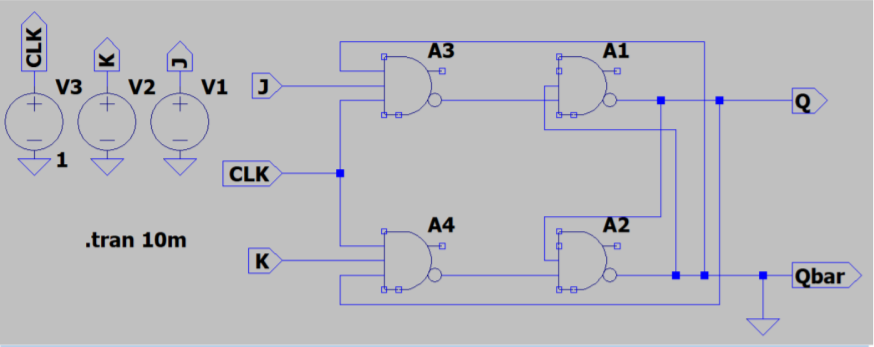 CLK
K
J
V3
V2
V1
1
.tran 10m
A3
A1
J
Q
CLK
A4
A2
K
Qbar